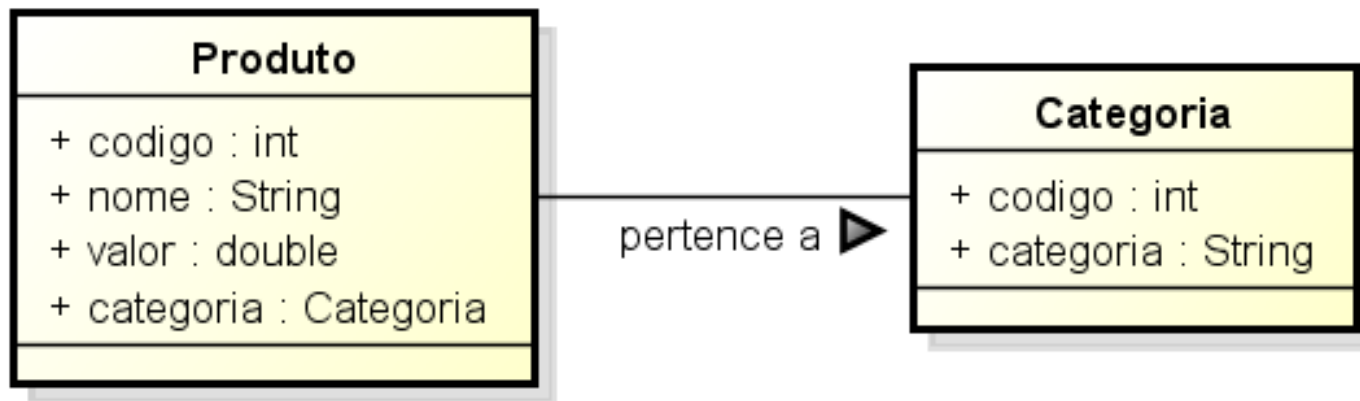 Produto
+ codigo : int
+ nome : String
+ valor : double
+ categoria : Categoria
pertence a
Categoria
+ codigo : int
+ categoria : String